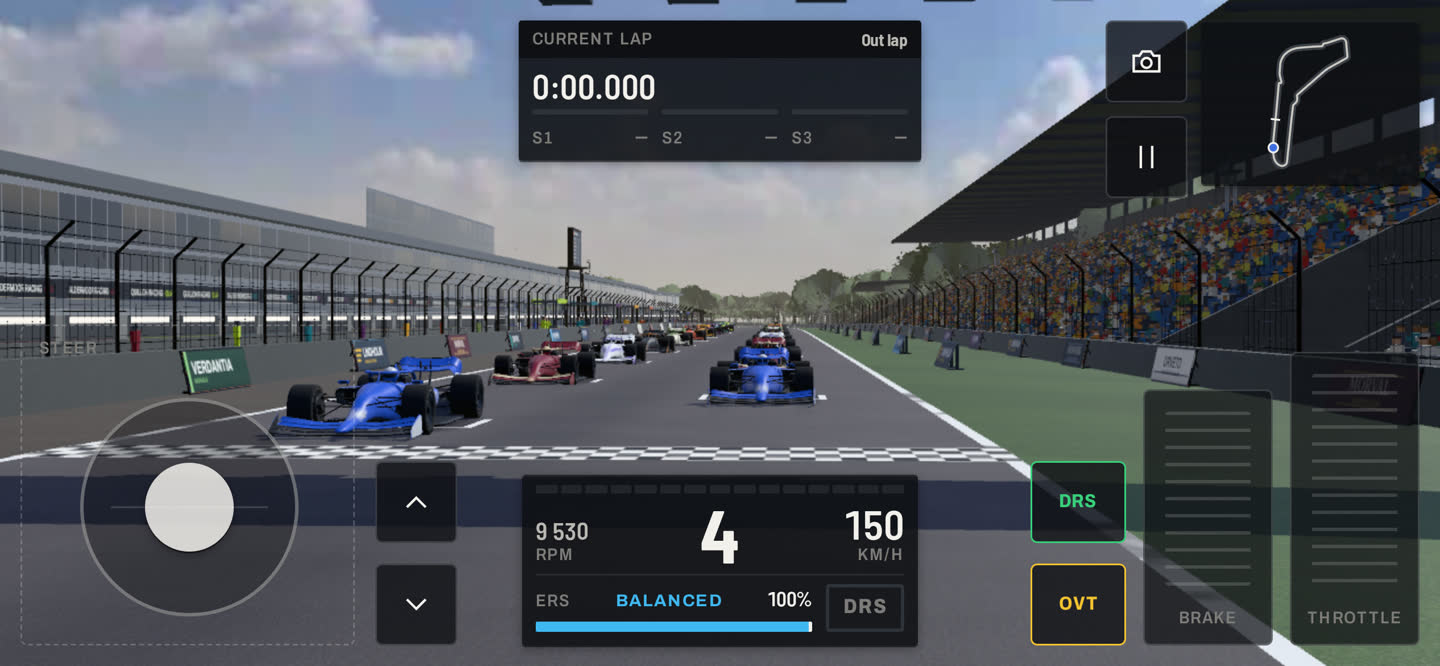 CURRENT LAP
Out lap
0:00.000
S1 – S2 – S3 –
STEER
VERDANTIA
DRS
9 530
RPM
4
150
KM/H
ERS BALANCED 100% DRS
OVT
BRAKE
THROTTLE